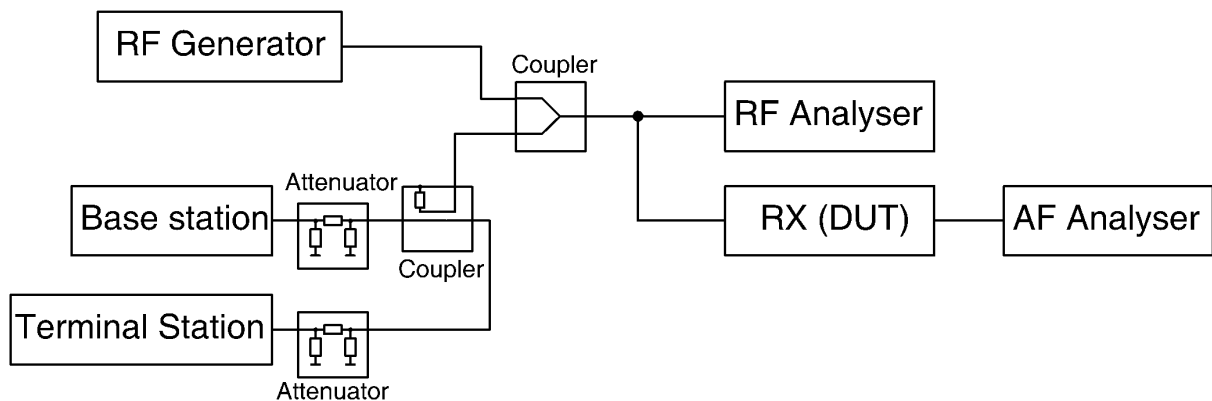 RF Generator
Coupler
RF Analyser
Attenuator
Base station
RX (DUT)
AF Analyser
Coupler
Terminal Station
Attenuator